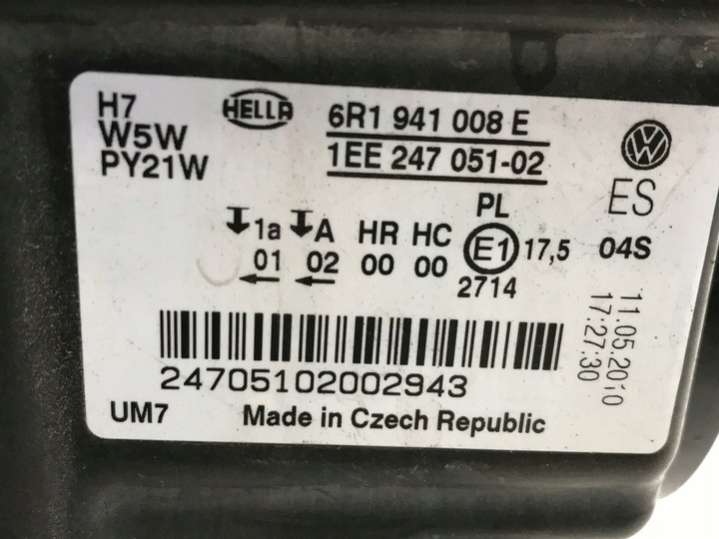 H7
W5W
PY21W
HELLA
6R1 941 008 E
1EE 247 051-02
ES
PL
1a A HR HC E1 17,5 04S
01 02 00 00
2714
11.05.2010
17:27:30
24705102002943
UM7 Made in Czech Republic